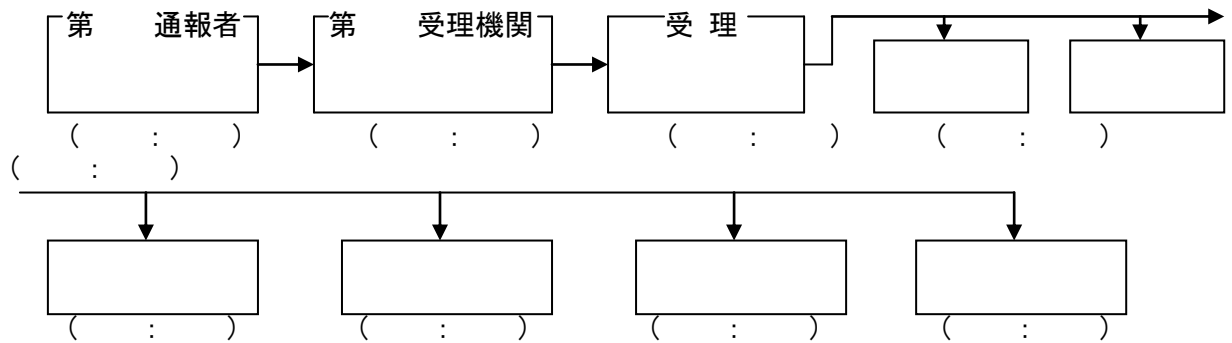 第　　通報者　第　　受理機関　受 理
(　　:　　)　(　　:　　)　(　　:　　)　(　　:　　)
(　　:　　)
(　　:　　)　(　　:　　)　(　　:　　)　(　　:　　)